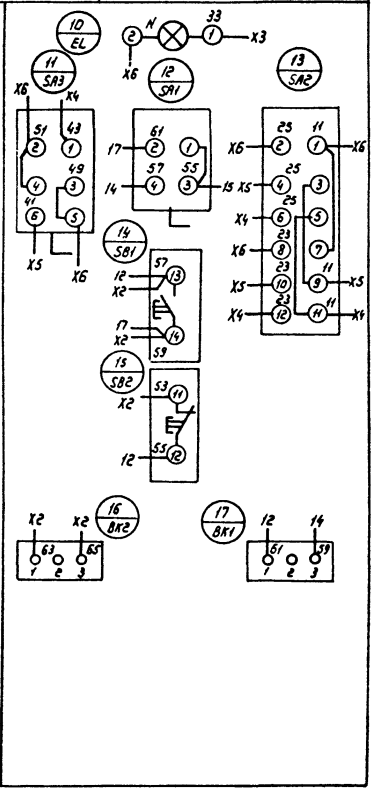 10
EL
2 N 1 33 X3
X6
11
SA3
12
SA1
13
SA2
X6 X4
51 43
2 1
49
4 3
41
6 5
X5 X6
61
17 2 1
57 55
14 4 3 15
25 11
X6 2 1 X6
25
X5 4 3
25
X4 6 5
23
X6 8 7
23 11
X5 10 9 X5
23 11
X4 12 11 X4
14
SB1
57
12 13
X2
17
X2 14
59
15
SB2
53
X2 11
55
12 12
16
BK2
X2 X2
63 65
1 2 3
17
BK1
12 14
61 59
1 2 3